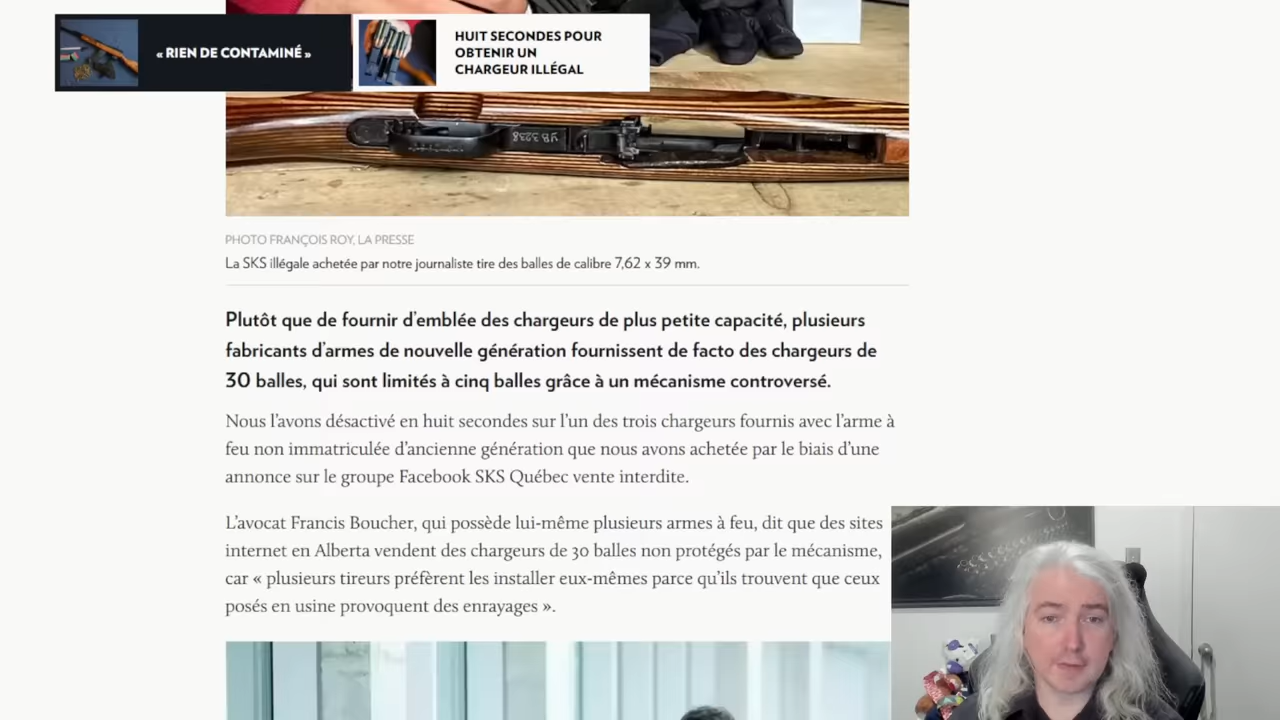 « RIEN DE CONTAMINÉ »
HUIT SECONDES POUR
OBTENIR UN
CHARGEUR ILLÉGAL
PHOTO FRANÇOIS ROY, LA PRESSE
La SKS illégale achetée par notre journaliste tire des balles de calibre 7,62 x 39 mm.
Plutôt que de fournir d’emblée des chargeurs de plus petite capacité, plusieurs
fabricants d’armes de nouvelle génération fournissent de facto des chargeurs de
30 balles, qui sont limités à cinq balles grâce à un mécanisme controversé.
Nous l’avons désactivé en huit secondes sur l’un des trois chargeurs fournis avec l’arme à
feu non immatriculée d’ancienne génération que nous avons achetée par le biais d’une
annonce sur le groupe Facebook SKS Québec vente interdite.
L’avocat Francis Boucher, qui possède lui-même plusieurs armes à feu, dit que des sites
internet en Alberta vendent des chargeurs de 30 balles non protégés par le mécanisme,
car « plusieurs tireurs préfèrent les installer eux-mêmes parce qu’ils trouvent que ceux
posés en usine provoquent des enrayages ».